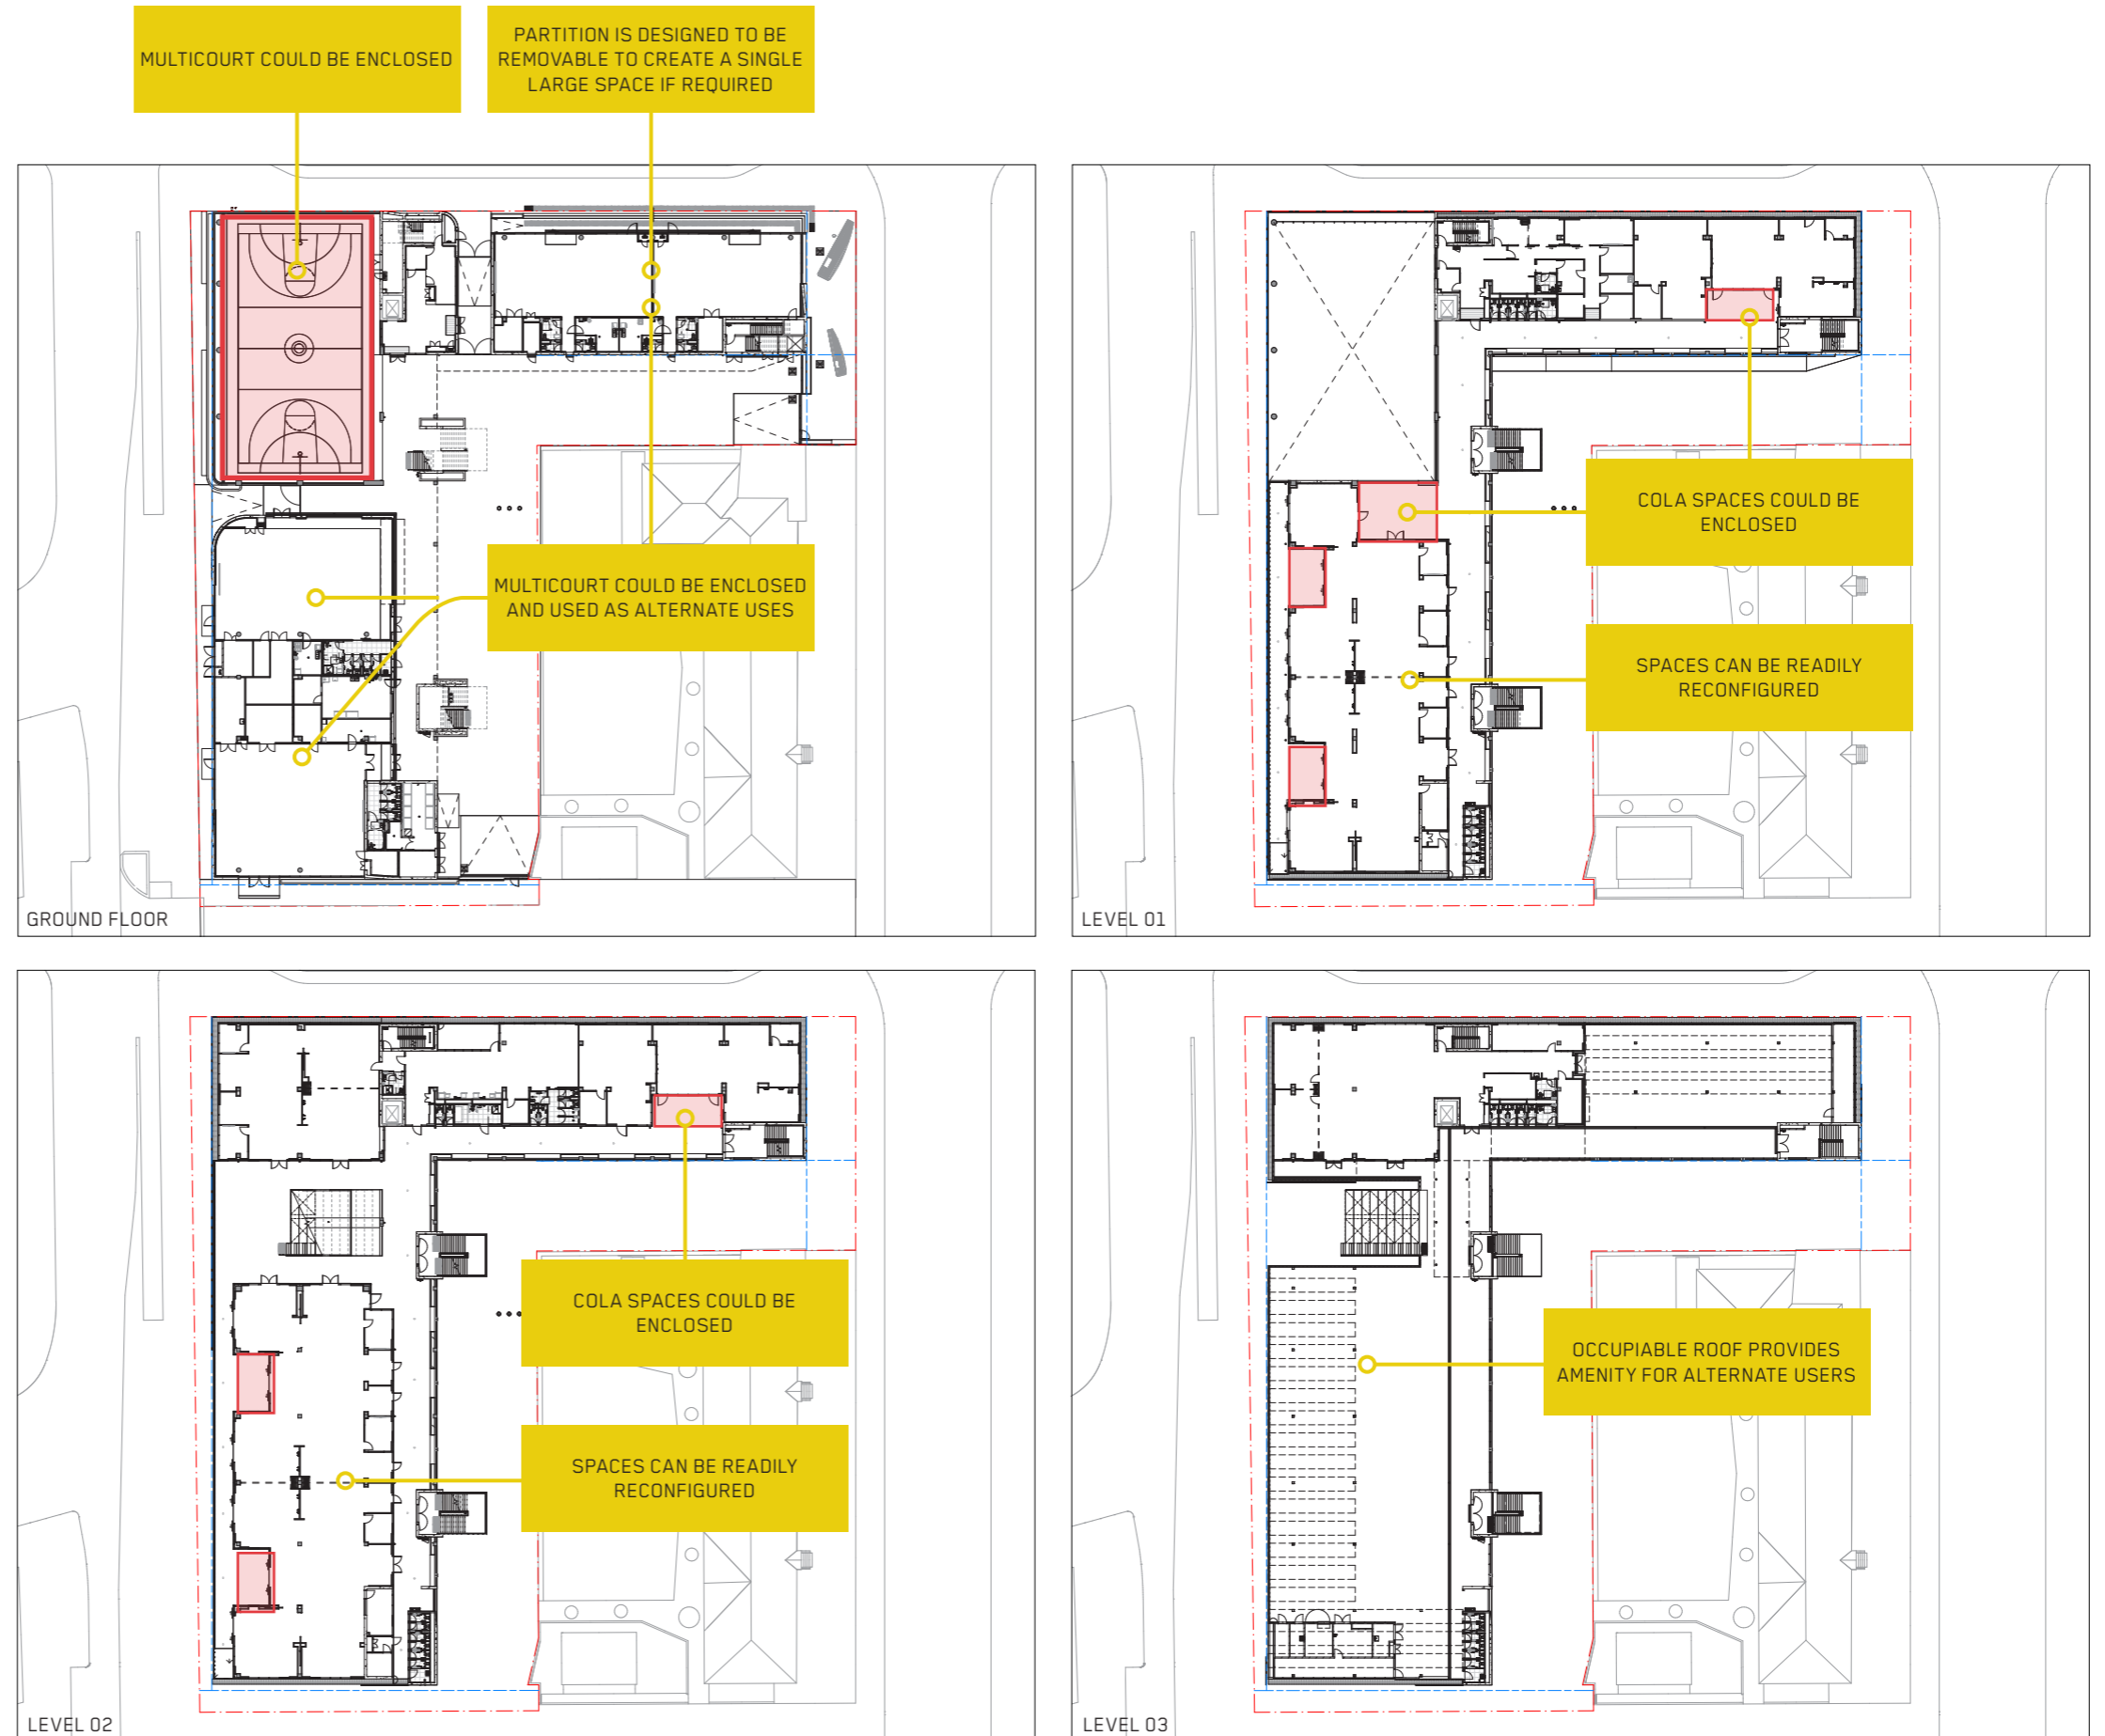 MULTICOURT COULD BE ENCLOSED
PARTITION IS DESIGNED TO BE
REMOVABLE TO CREATE A SINGLE
LARGE SPACE IF REQUIRED
MULTICOURT COULD BE ENCLOSED
AND USED AS ALTERNATE USES
GROUND FLOOR
COLA SPACES COULD BE
ENCLOSED
SPACES CAN BE READILY
RECONFIGURED
LEVEL 01
COLA SPACES COULD BE
ENCLOSED
SPACES CAN BE READILY
RECONFIGURED
LEVEL 02
OCCUPIABLE ROOF PROVIDES
AMENITY FOR ALTERNATE USERS
LEVEL 03